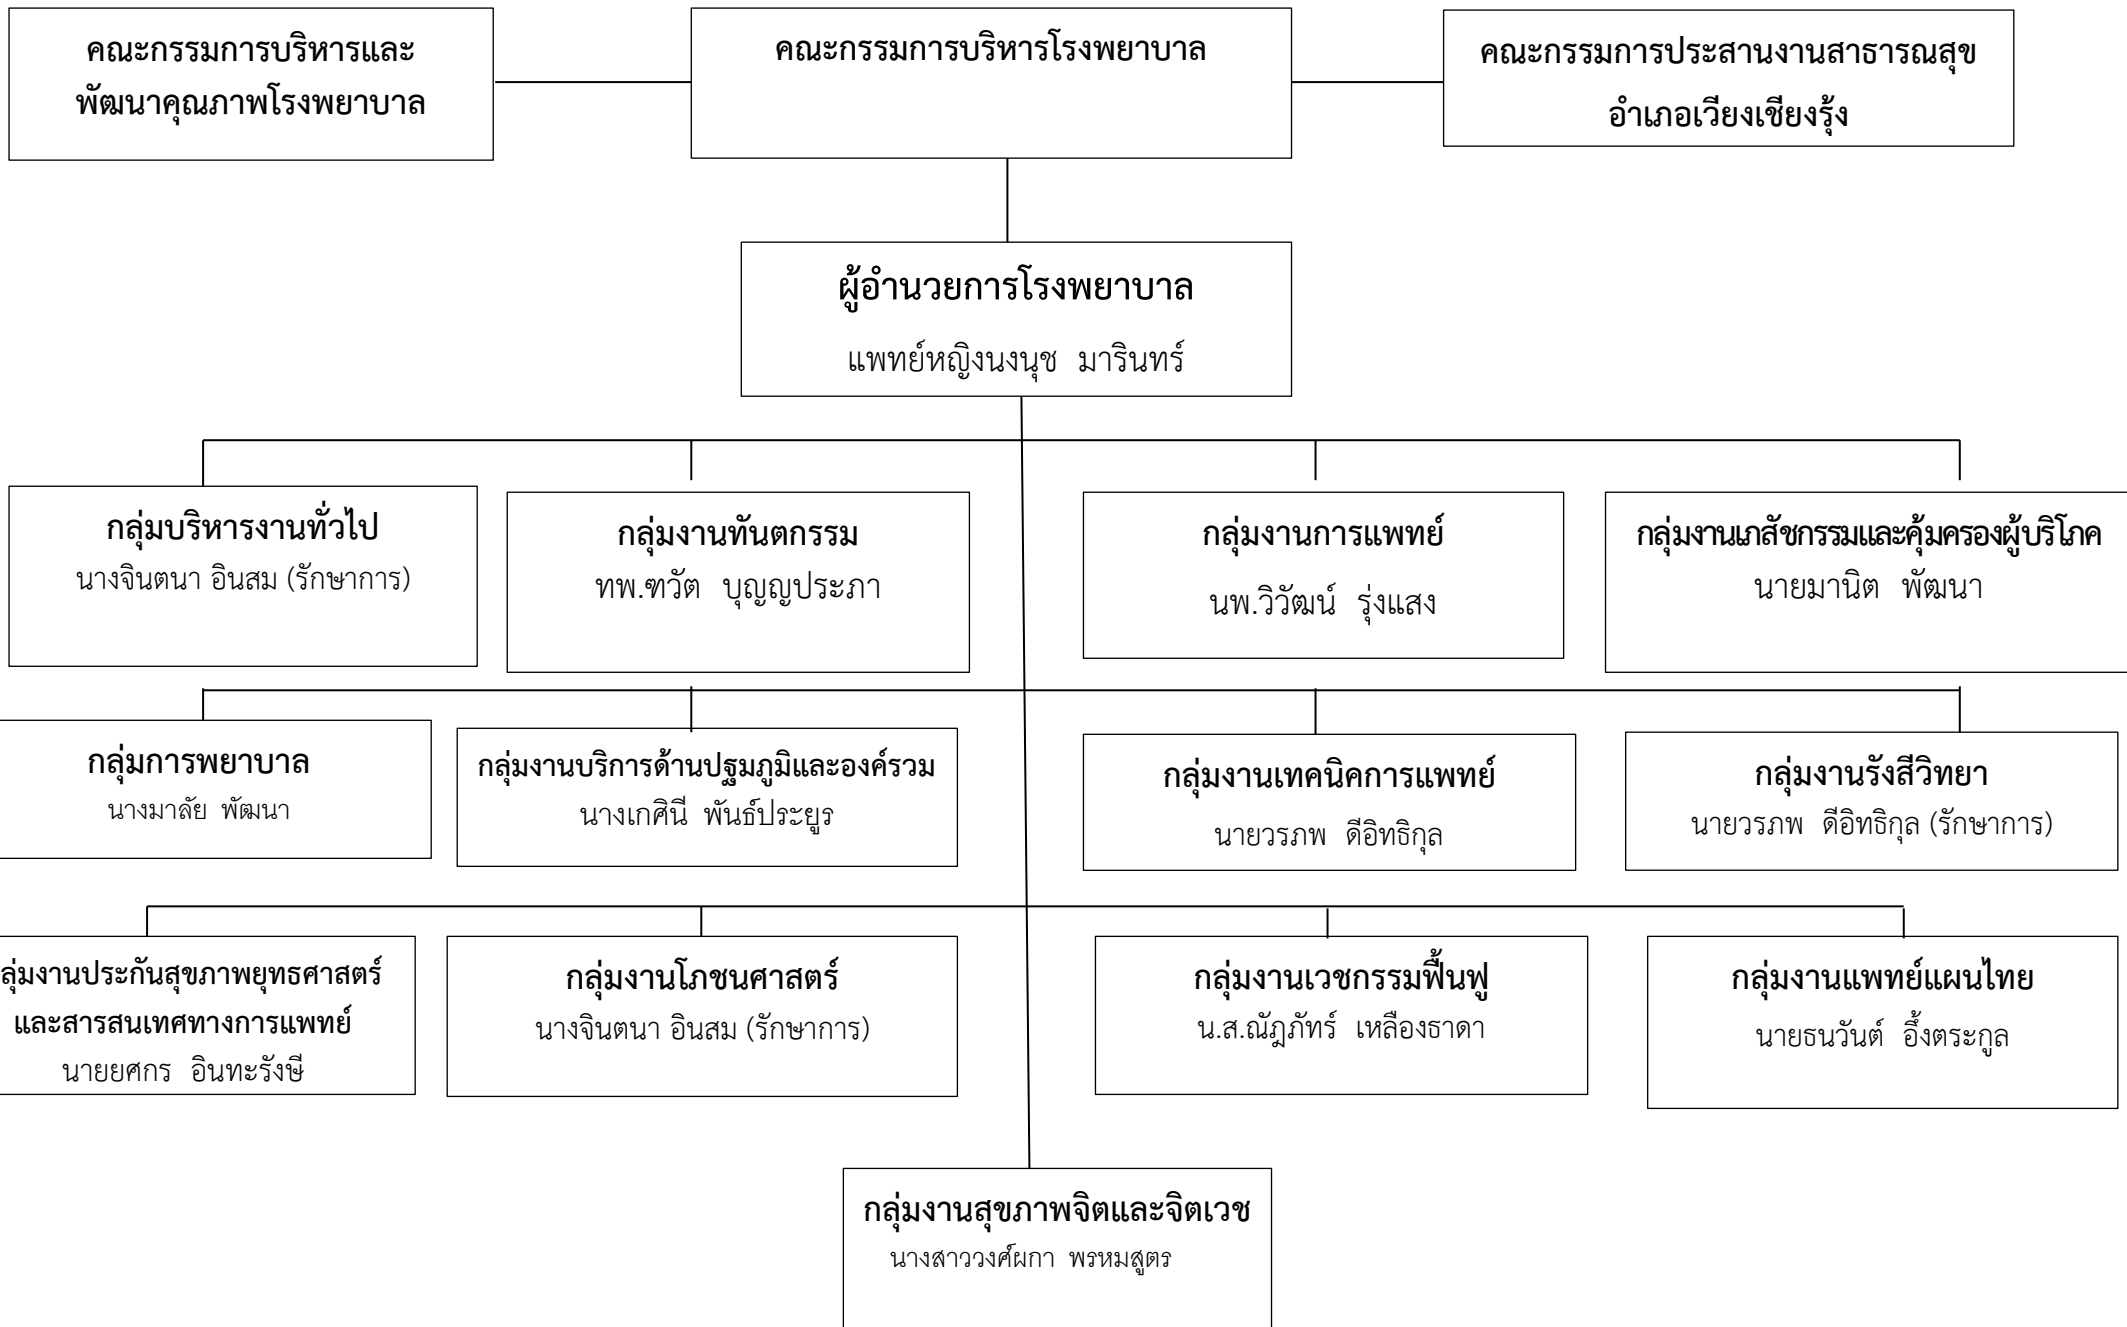 คณะกรรมการบริหารและ
พัฒนาคุณภาพโรงพยาบาล
คณะกรรมการบริหารโรงพยาบาล
คณะกรรมการประสานงานสาธารณสุข
อำเภอเวียงเชียงรุ้ง
ผู้อำนวยการโรงพยาบาล
แพทย์หญิงนงนุช มารินทร์
กลุ่มบริหารงานทั่วไป
นางจินตนา อินสม (รักษาการ)
กลุ่มงานทันตกรรม
ทพ.ฑวัต บุญญประภา
กลุ่มงานการแพทย์
นพ.วิวัฒน์ รุ่งแสง
กลุ่มงานเภสัชกรรมและคุ้มครองผู้บริโภค
นายมานิต พัฒนา
กลุ่มการพยาบาล
นางมาลัย พัฒนา
กลุ่มงานบริการด้านปฐมภูมิและองค์รวม
นางเกศินี พันธ์ประยูร
กลุ่มงานเทคนิคการแพทย์
นายวรภพ ดีอิทธิกุล
กลุ่มงานรังสีวิทยา
นายวรภพ ดีอิทธิกุล (รักษาการ)
ลุ่มงานประกันสุขภาพยุทธศาสตร์
และสารสนเทศทางการแพทย์
นายยศกร อินทะรังษี
กลุ่มงานโภชนศาสตร์
นางจินตนา อินสม (รักษาการ)
กลุ่มงานเวชกรรมฟื้นฟู
น.ส.ณัฎภัทร์ เหลืองธาดา
กลุ่มงานแพทย์แผนไทย
นายธนวันต์ อึ้งตระกูล
กลุ่มงานสุขภาพจิตและจิตเวช
นางสาววงศ์ผกา พรหมสูตร